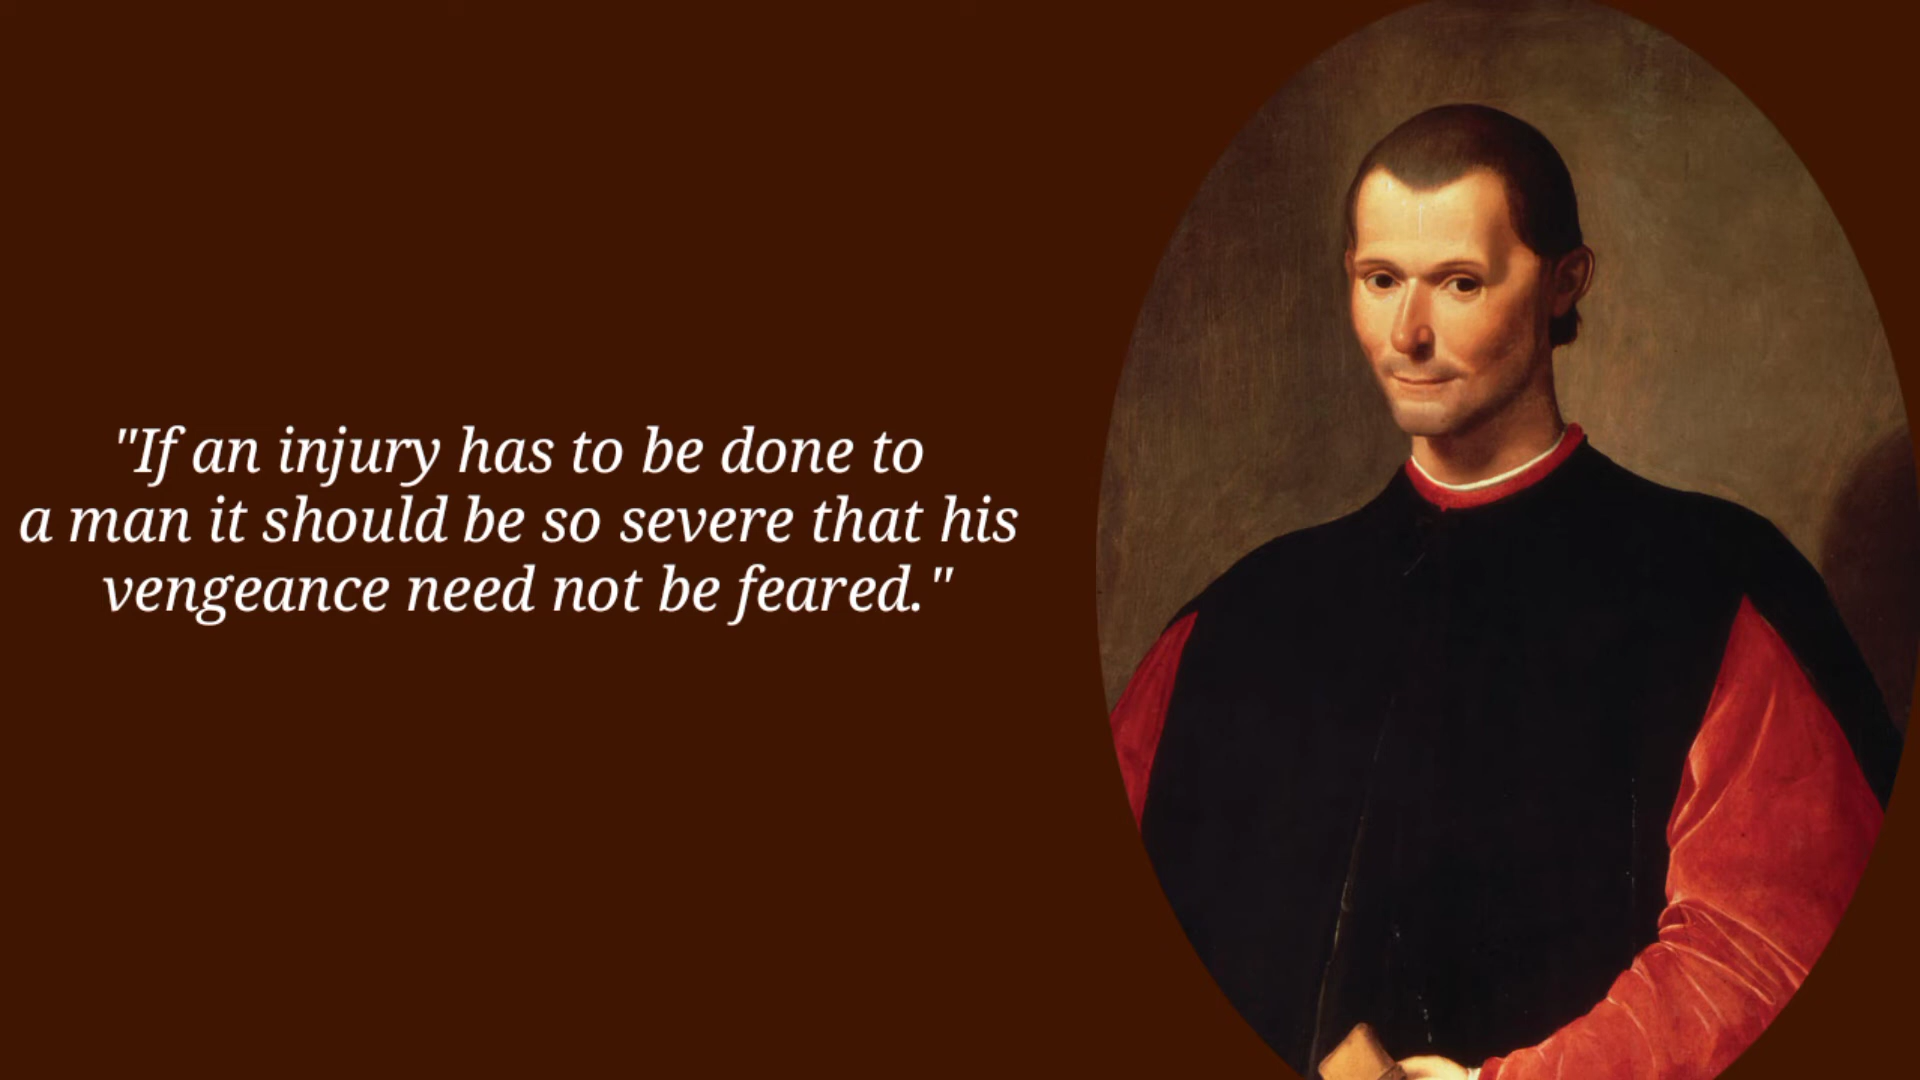 "If an injury has to be done to
a man it should be so severe that his
vengeance need not be feared."